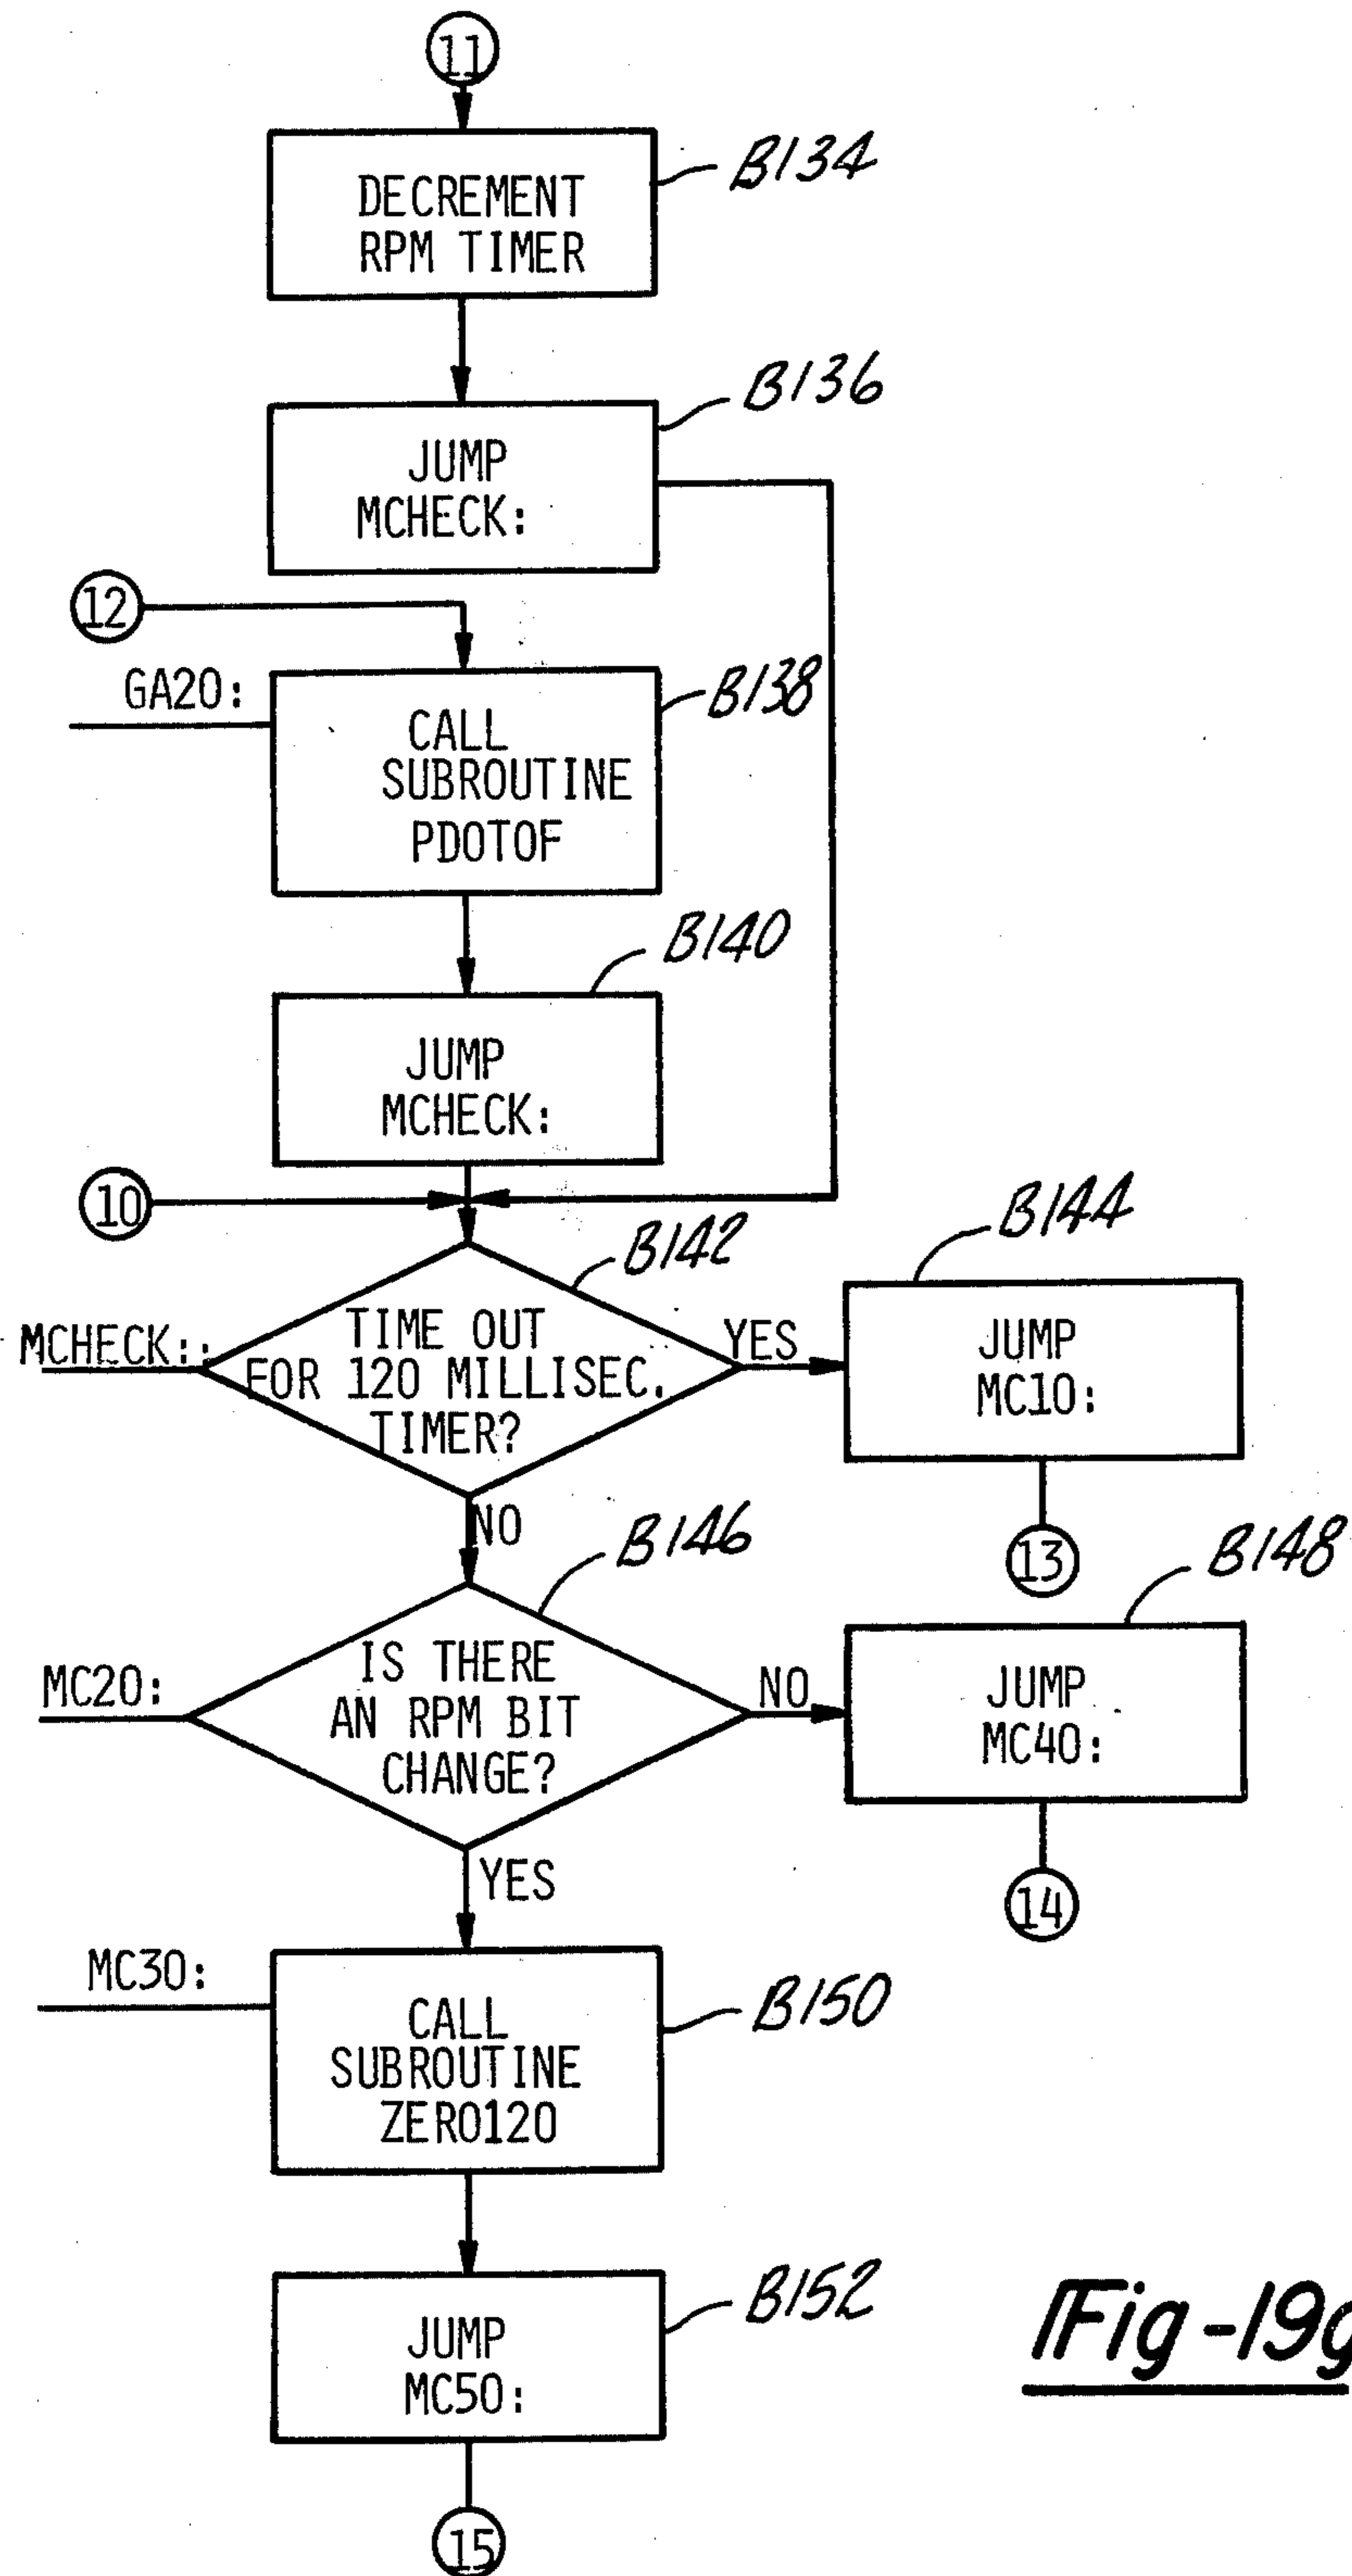 11
B134
DECREMENT
RPM TIMER
B136
JUMP
MCHECK:
12
GA20:
B138
CALL
SUBROUTINE
PDOTOF
B140
JUMP
MCHECK:
10
B142
MCHECK:
TIME OUT
FOR 120 MILLISEC.
TIMER?
YES
B144
JUMP
MC10:
13
NO
B146
MC20:
IS THERE
AN RPM BIT
CHANGE?
NO
B148
JUMP
MC40:
14
YES
MC30:
B150
CALL
SUBROUTINE
ZERO120
B152
JUMP
MC50:
15
Fig-19g